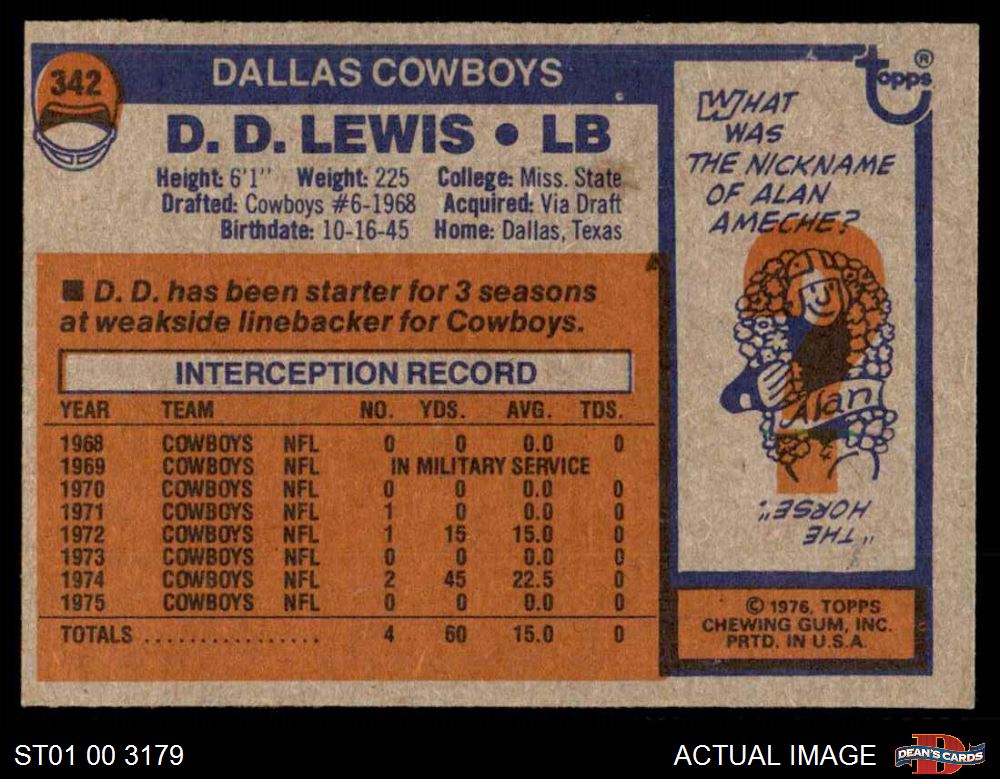 342
DALLAS COWBOYS
D. D. LEWIS • LB
Height: 6'1" Weight: 225 College: Miss. State
Drafted: Cowboys #6-1968 Acquired: Via Draft
Birthdate: 10-16-45 Home: Dallas, Texas
■ D. D. has been starter for 3 seasons
at weakside linebacker for Cowboys.
INTERCEPTION RECORD
YEAR TEAM NO. YDS. AVG. TDS.
1968 COWBOYS NFL 0 0 0.0 0
1969 COWBOYS NFL IN MILITARY SERVICE
1970 COWBOYS NFL 0 0 0.0 0
1971 COWBOYS NFL 1 0 0.0 0
1972 COWBOYS NFL 1 15 15.0 0
1973 COWBOYS NFL 0 0 0.0 0
1974 COWBOYS NFL 2 45 22.5 0
1975 COWBOYS NFL 0 0 0.0 0
TOTALS ................ 4 60 15.0 0
topps®
WHAT
WAS
THE NICKNAME
OF ALAN
AMECHE?
Alan
"THE
HORSE"
© 1976, TOPPS
CHEWING GUM, INC.
PRTD. IN U.S.A.
ST01 00 3179
ACTUAL IMAGE
DEAN'S CARDS